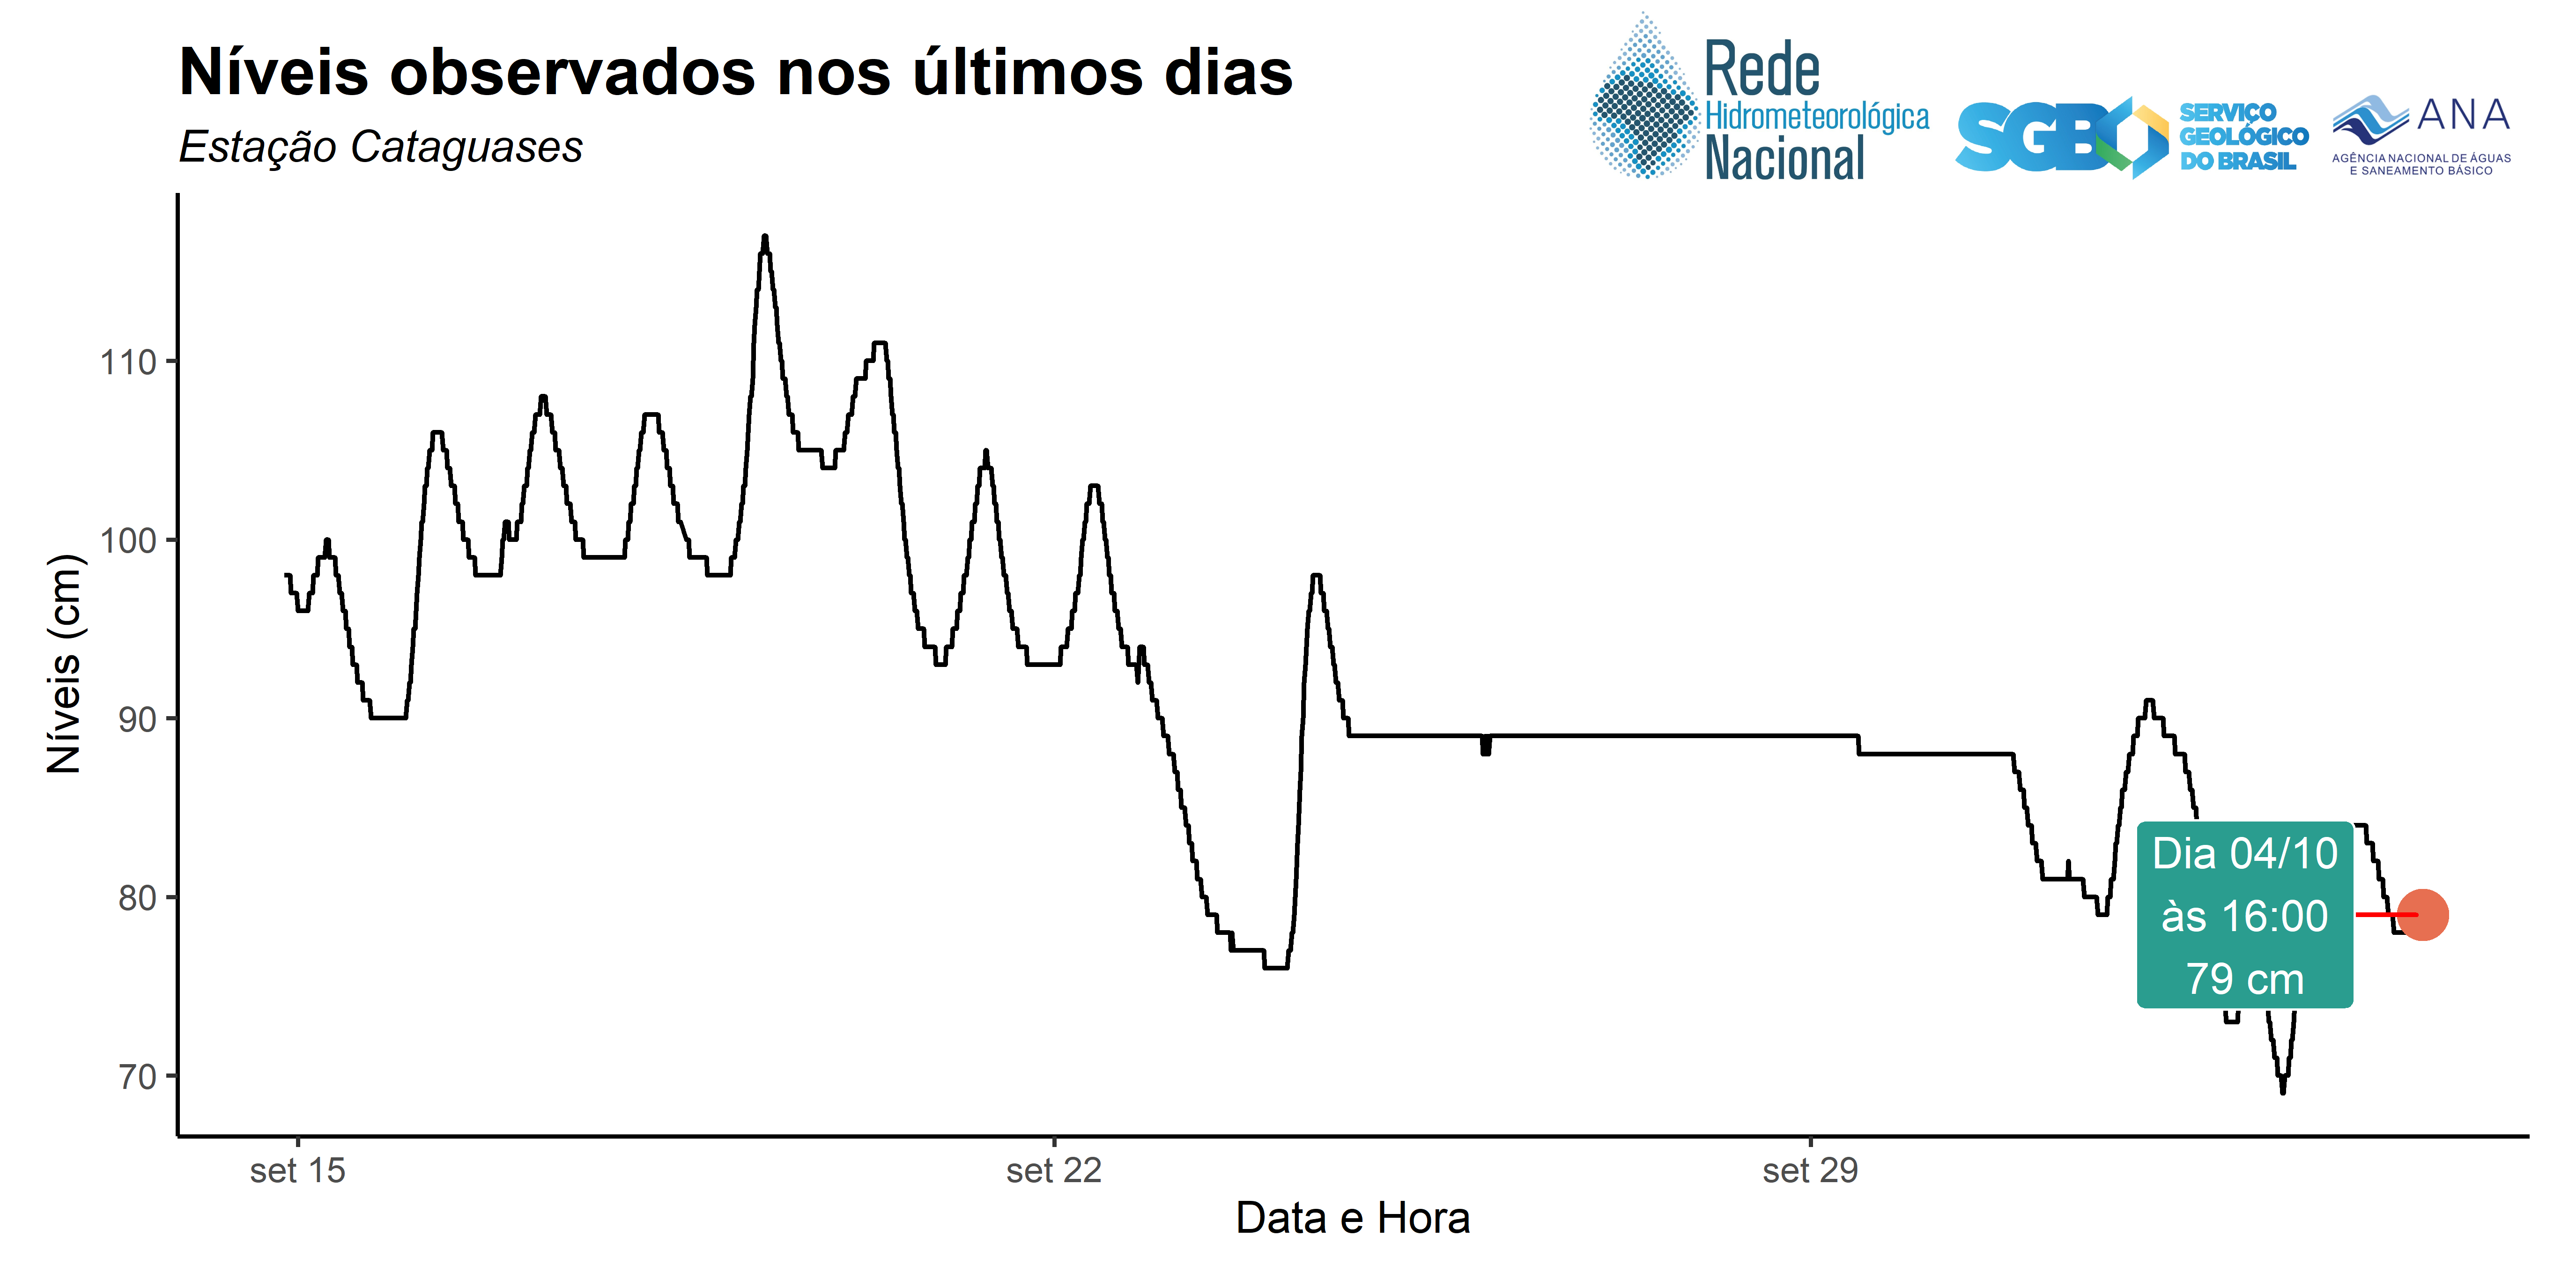 Níveis observados nos últimos dias
Estação Cataguases
Rede
Hidrometeorológica
Nacional
SGB
SERVIÇO
GEOLÓGICO
DO BRASIL
ANA
AGÊNCIA NACIONAL DE ÁGUAS
E SANEAMENTO BÁSICO
Níveis (cm)
110
100
90
80
70
Dia 04/10
às 16:00
79 cm
set 15
set 22
set 29
Data e Hora